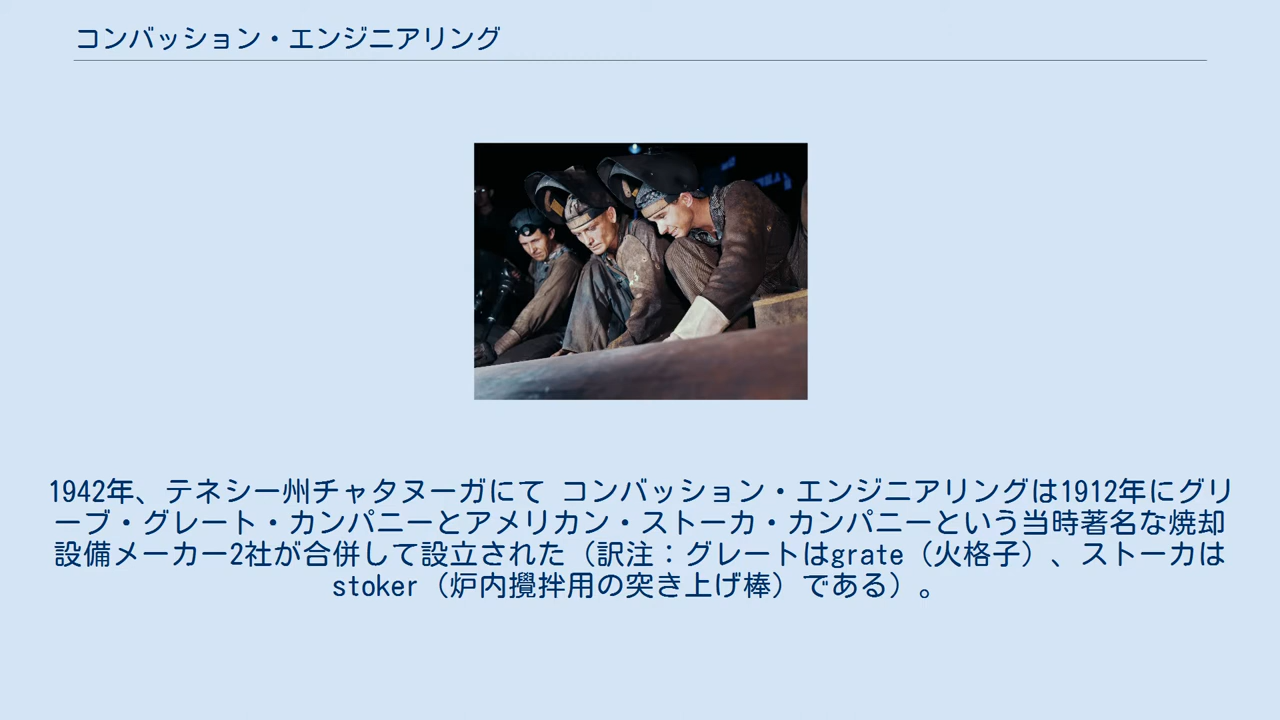 コンバッション・エンジニアリング
1942年、テネシー州チャタヌーガにて コンバッション・エンジニアリングは1912年にグリ
ーブ・グレート・カンパニーとアメリカン・ストーカ・カンパニーという当時著名な焼却
設備メーカー2社が合併して設立された（訳注：グレートはgrate（火格子）、ストーカは
stoker（炉内攪拌用の突き上げ棒）である）。